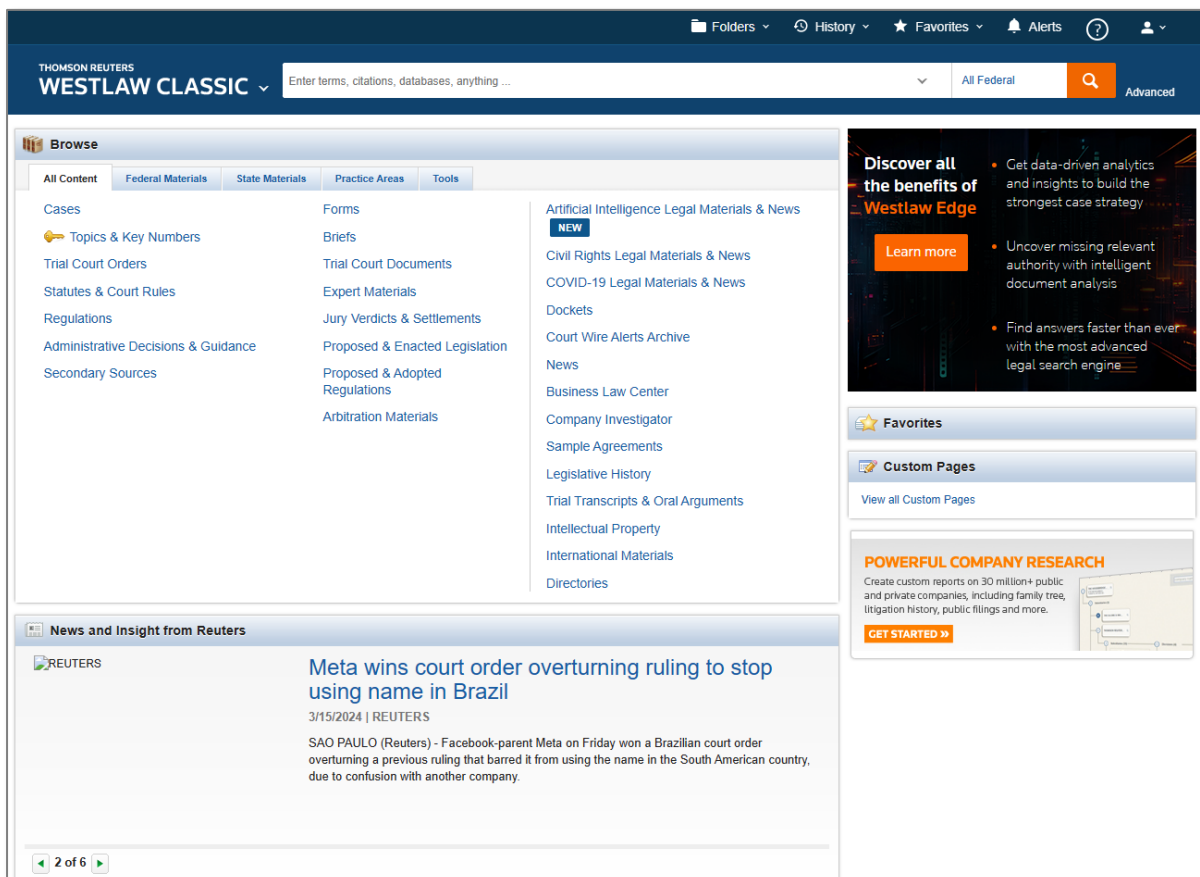 Folders
History
Favorites
Alerts
?
THOMSON REUTERS
WESTLAW CLASSIC
Enter terms, citations, databases, anything ...
All Federal
Advanced
Browse
All Content
Federal Materials
State Materials
Practice Areas
Tools
Cases
Topics & Key Numbers
Trial Court Orders
Statutes & Court Rules
Regulations
Administrative Decisions & Guidance
Secondary Sources
Forms
Briefs
Trial Court Documents
Expert Materials
Jury Verdicts & Settlements
Proposed & Enacted Legislation
Proposed & Adopted
Regulations
Arbitration Materials
Artificial Intelligence Legal Materials & News
NEW
Civil Rights Legal Materials & News
COVID-19 Legal Materials & News
Dockets
Court Wire Alerts Archive
News
Business Law Center
Company Investigator
Sample Agreements
Legislative History
Trial Transcripts & Oral Arguments
Intellectual Property
International Materials
Directories
Discover all
the benefits of
Westlaw Edge
Learn more
• Get data-driven analytics
and insights to build the
strongest case strategy
• Uncover missing relevant
authority with intelligent
document analysis
• Find answers faster than ever
with the most advanced
legal search engine
Favorites
Custom Pages
View all Custom Pages
POWERFUL COMPANY RESEARCH
Create custom reports on 30 million+ public
and private companies, including family tree,
litigation history, public filings and more.
GET STARTED »
News and Insight from Reuters
REUTERS
Meta wins court order overturning ruling to stop
using name in Brazil
3/15/2024 | REUTERS
SAO PAULO (Reuters) - Facebook-parent Meta on Friday won a Brazilian court order
overturning a previous ruling that barred it from using the name in the South American country,
due to confusion with another company.
2 of 6